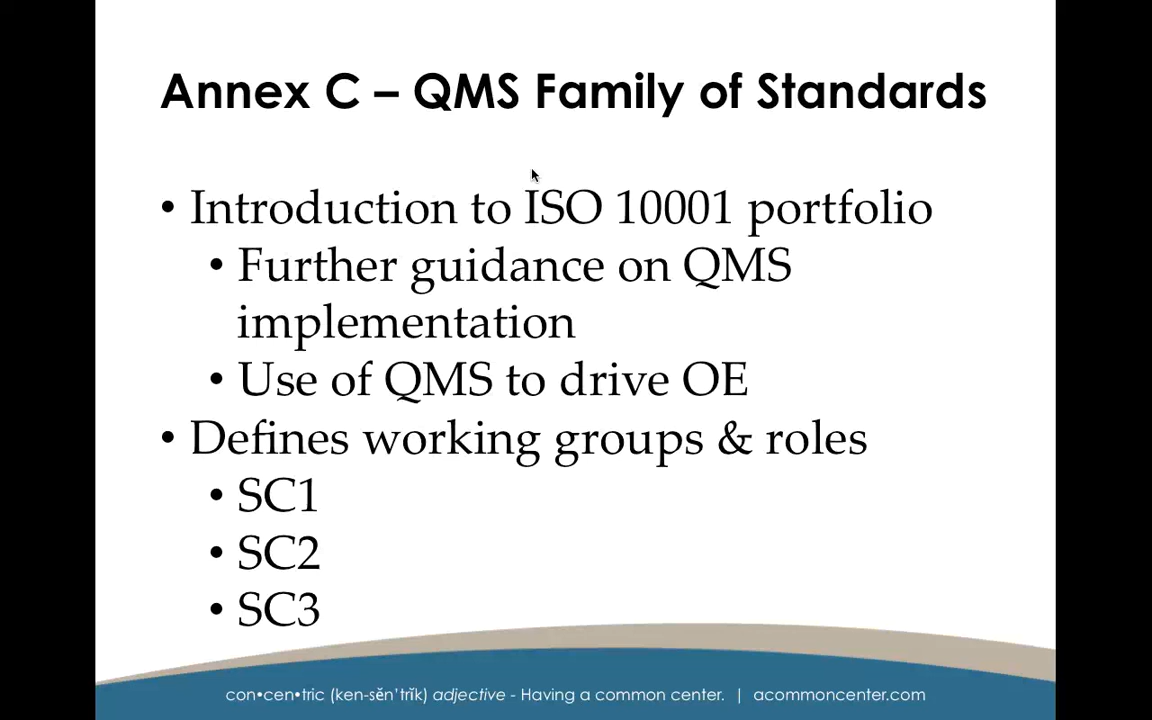 Annex C – QMS Family of Standards
• Introduction to ISO 10001 portfolio
• Further guidance on QMS
implementation
• Use of QMS to drive OE
• Defines working groups & roles
• SC1
• SC2
• SC3
con•cen•tric (ken-sĕn'trĭk) adjective - Having a common center. | acommoncenter.com